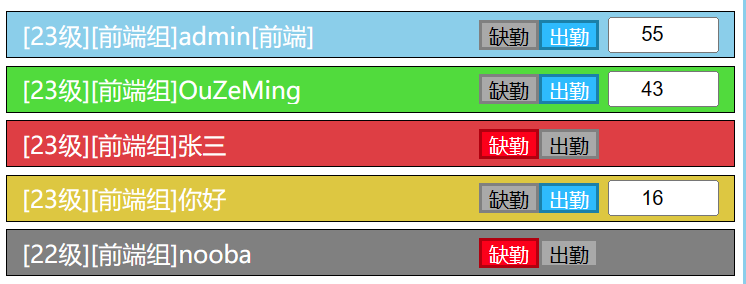 [23级][前端组]admin[前端] 缺勤 出勤 55
[23级][前端组]OuZeMing 缺勤 出勤 43
[23级][前端组]张三 缺勤 出勤
[23级][前端组]你好 缺勤 出勤 16
[22级][前端组]nooba 缺勤 出勤